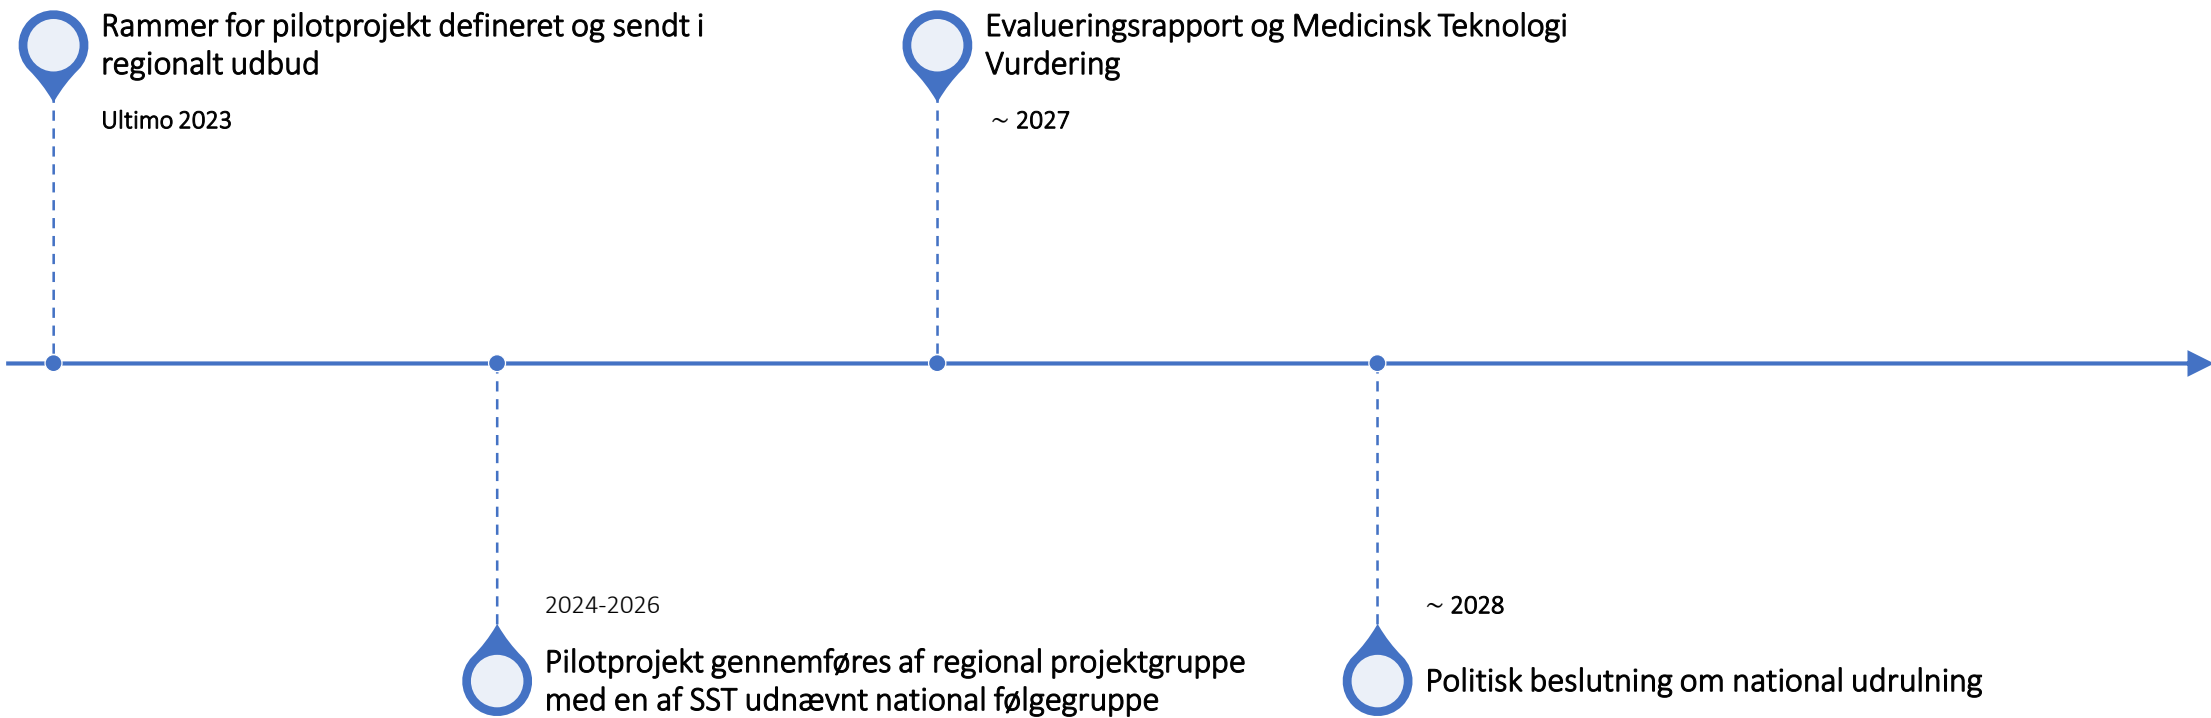 Rammer for pilotprojekt defineret og sendt i
regionalt udbud
Ultimo 2023
Evalueringsrapport og Medicinsk Teknologi
Vurdering
~ 2027
2024-2026
Pilotprojekt gennemføres af regional projektgruppe
med en af SST udnævnt national følgegruppe
~ 2028
Politisk beslutning om national udrulning